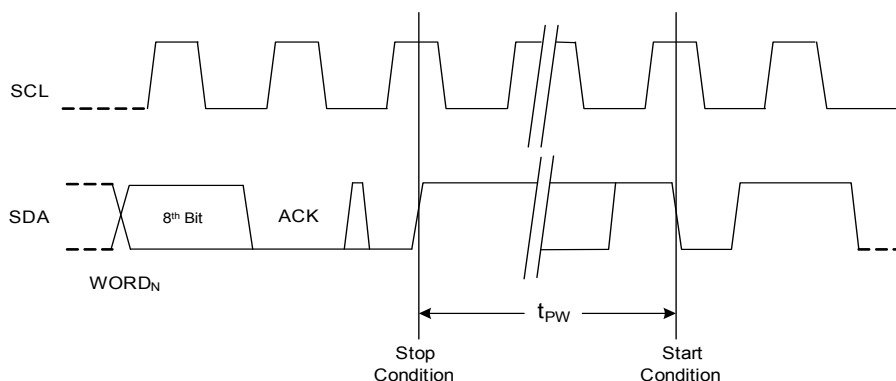 SCL
SDA
8th Bit
ACK
WORDN
tPW
Stop
Condition
Start
Condition